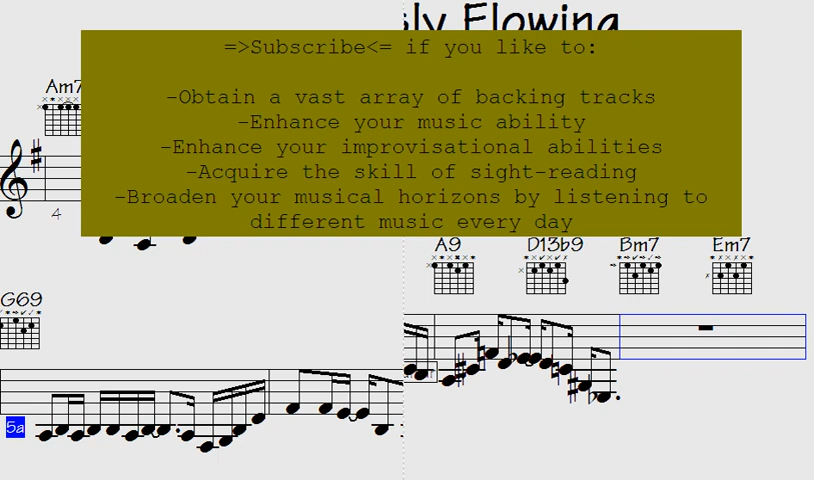 sly Flowing
=>Subscribe<= if you like to:
-Obtain a vast array of backing tracks
-Enhance your music ability
-Enhance your improvisational abilities
-Acquire the skill of sight-reading
-Broaden your musical horizons by listening to
different music every day
Am7
4
A9 D13b9 Bm7 Em7
G69
5a